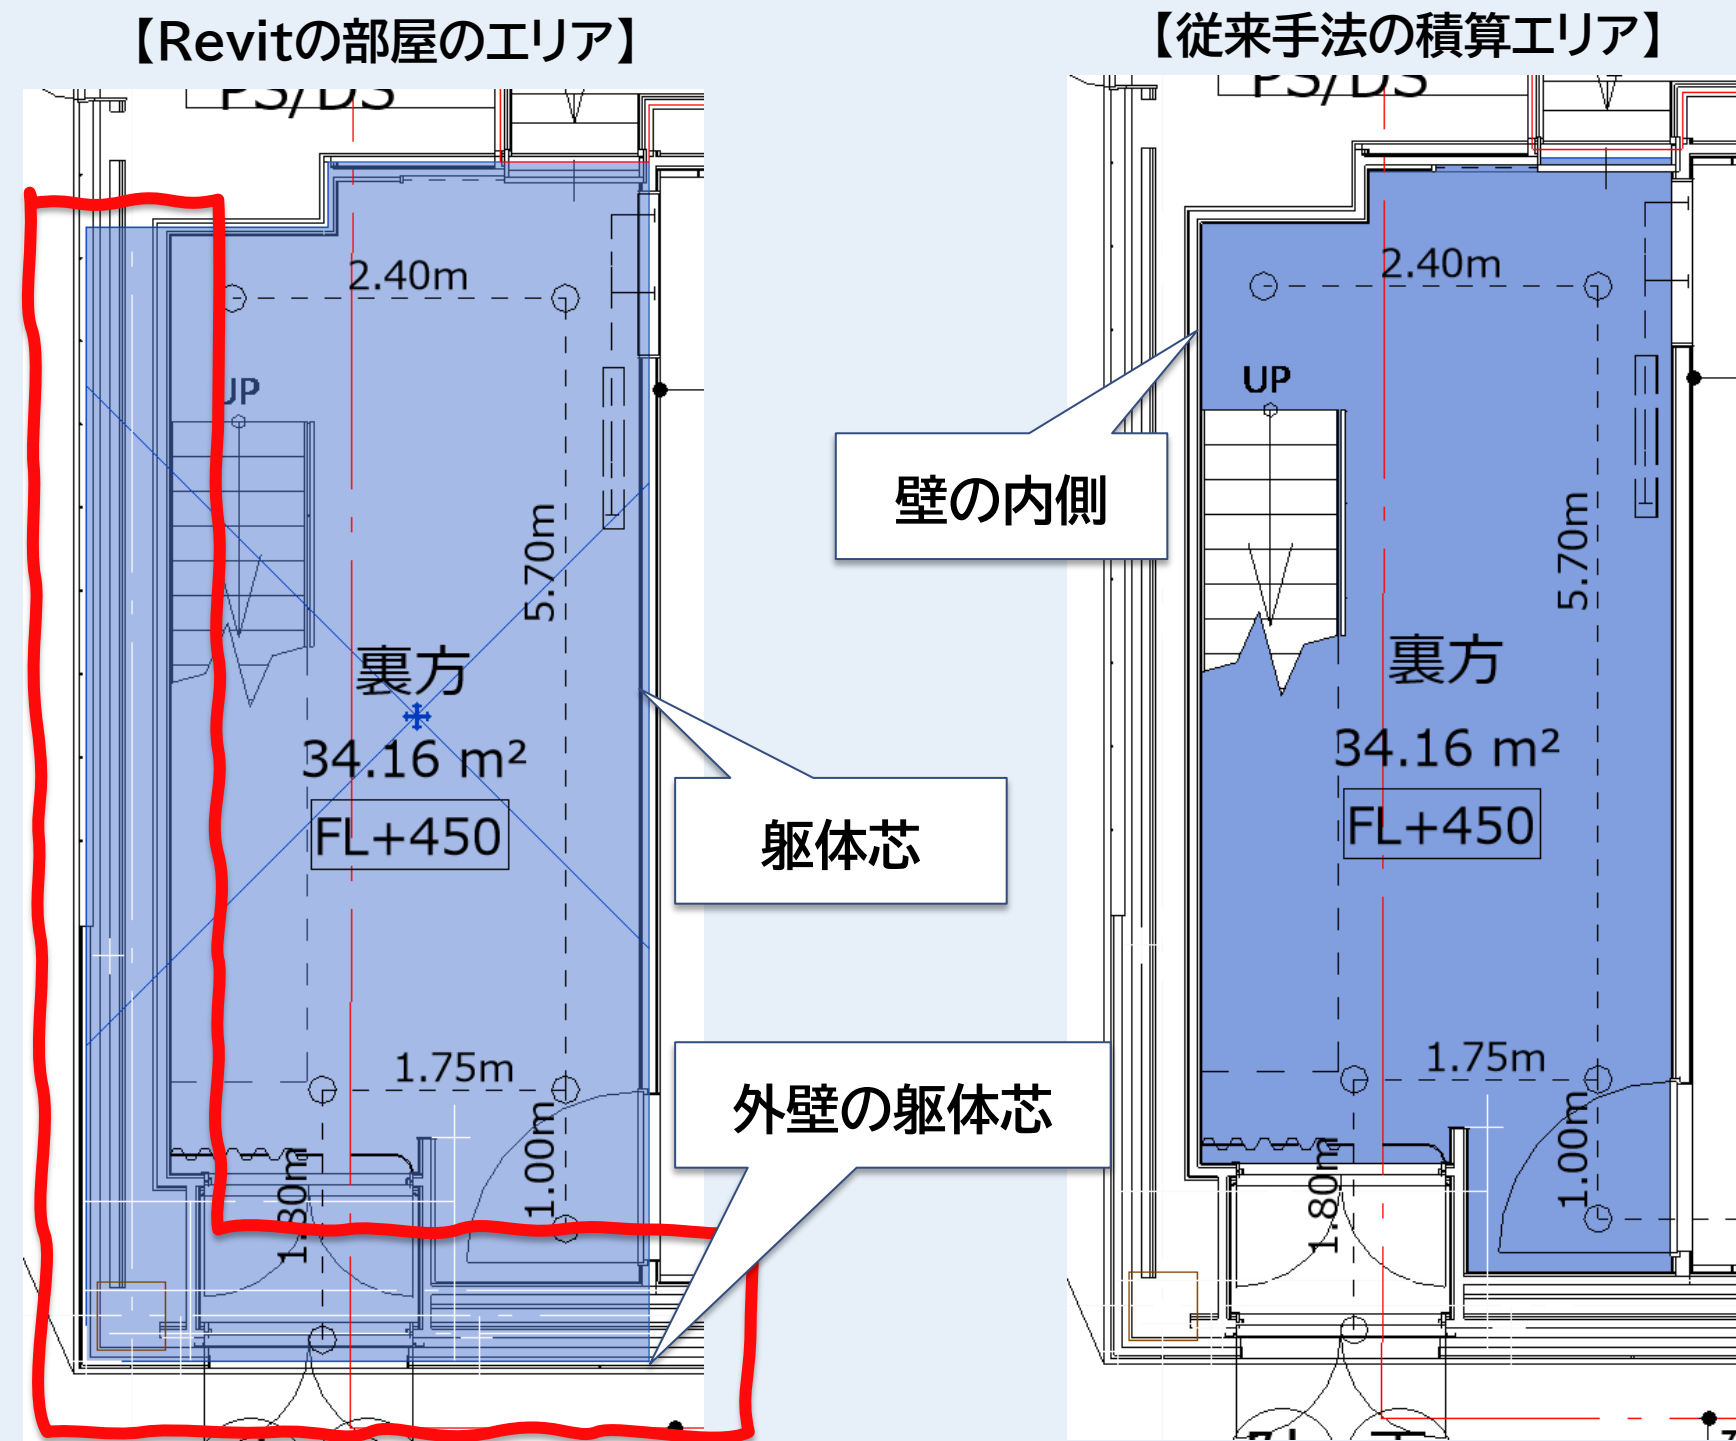 【Revitの部屋のエリア】
PS/DS
2.40m
UP
5.70m
裏方
34.16 m²
FL+450
躯体芯
1.75m
1.00m
1.80m
外壁の躯体芯
【従来手法の積算エリア】
PS/DS
2.40m
UP
壁の内側
5.70m
裏方
34.16 m²
FL+450
1.75m
1.00m
1.80m